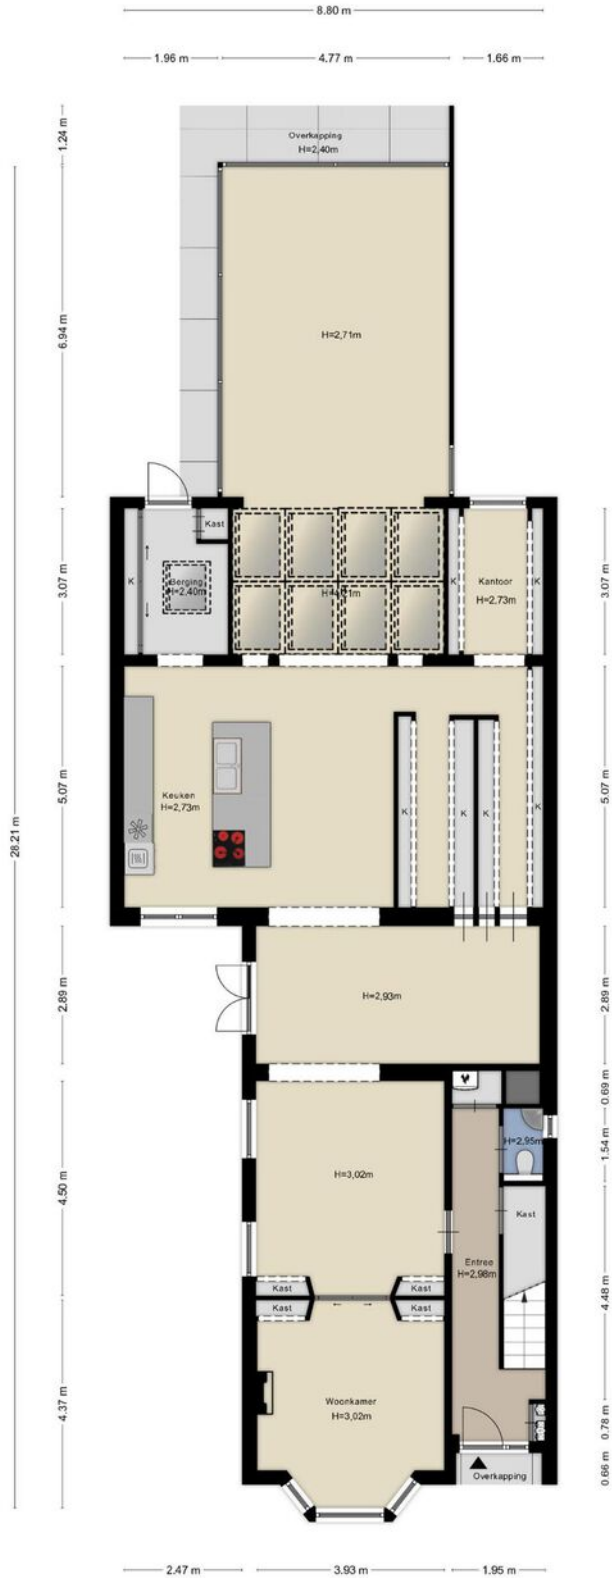 8.80 m
1.96 m
4.77 m
1.66 m
1.24 m
Overkapping
H=2,40m
6.94 m
H=2,71m
28.21 m
3.07 m
K
Kast
Berging
H=2,40m
K
Kantoor
H=2,73m
K
3.07 m
5.07 m
Keuken
H=2,73m
K
K
K
K
5.07 m
2.89 m
H=2,93m
2.89 m
0.69 m
1.54 m
H=2,95m
4.50 m
H=3,02m
Kast
Entree
H=2,98m
4.48 m
Kast
Kast
Kast
Kast
4.37 m
Woonkamer
H=3,02m
0.78 m
0.66 m
Overkapping
2.47 m
3.93 m
1.95 m